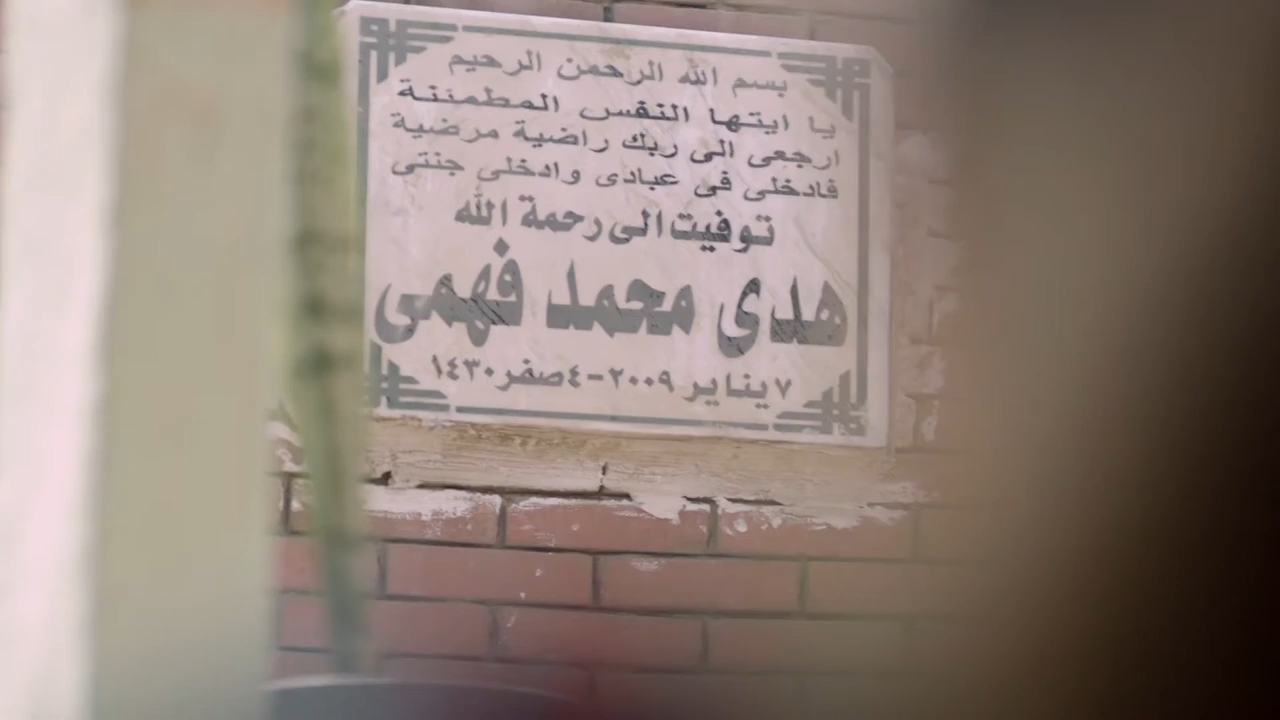 بسم الله الرحمن الرحيم
يا ايتها النفس المطمئنة
ارجعى الى ربك راضية مرضية
فادخلى فى عبادى وادخلى جنتى
توفيت الى رحمة الله
هدى محمد فهمى
٧ يناير ٢٠٠٩ - ٤ صفر ١٤٣٠